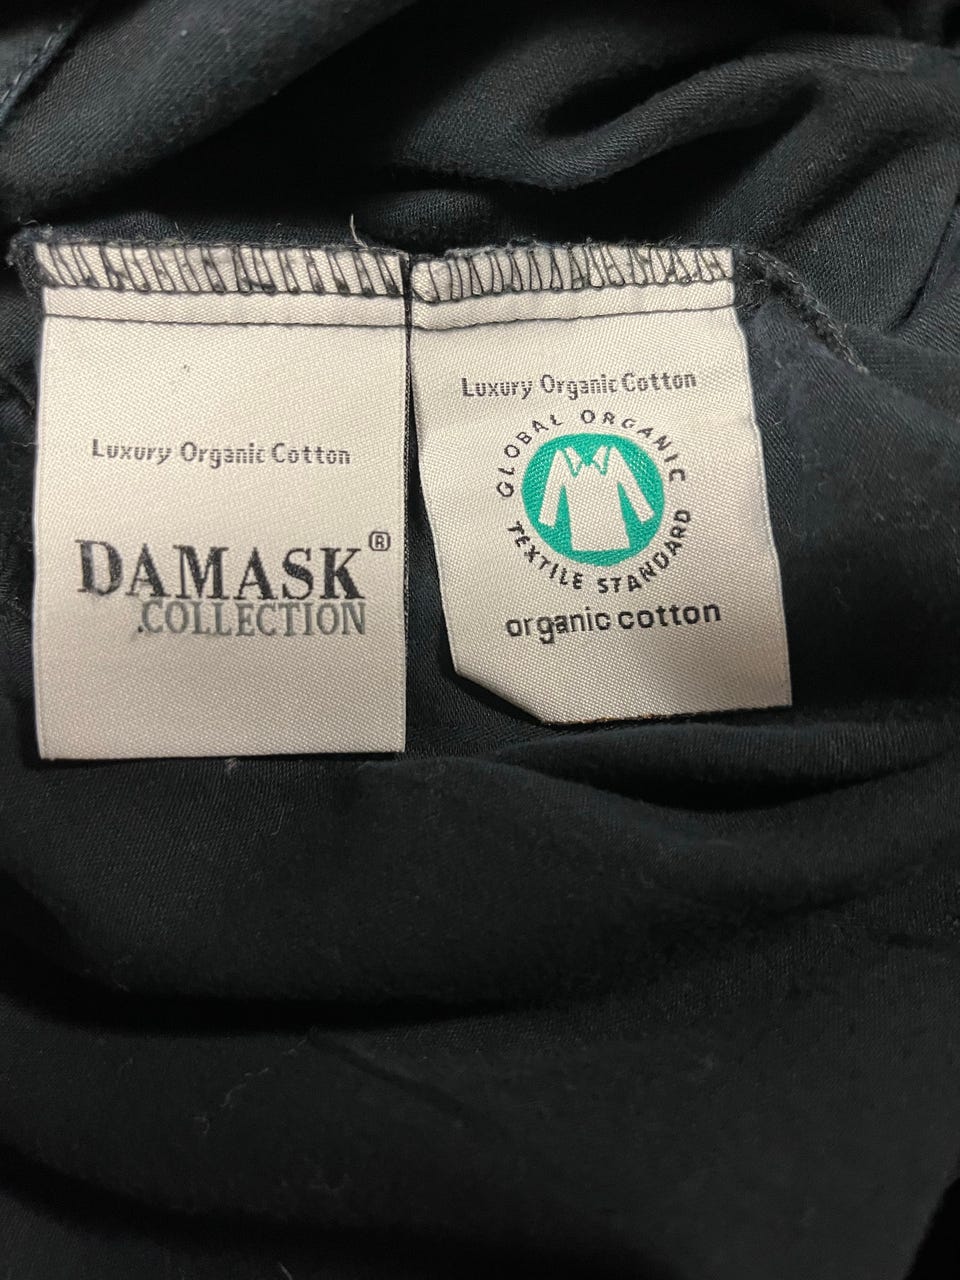 Luxury Organic Cotton
DAMASK®
.COLLECTION
Luxury Organic Cotton
GLOBAL ORGANIC
TEXTILE STANDARD
organic cotton